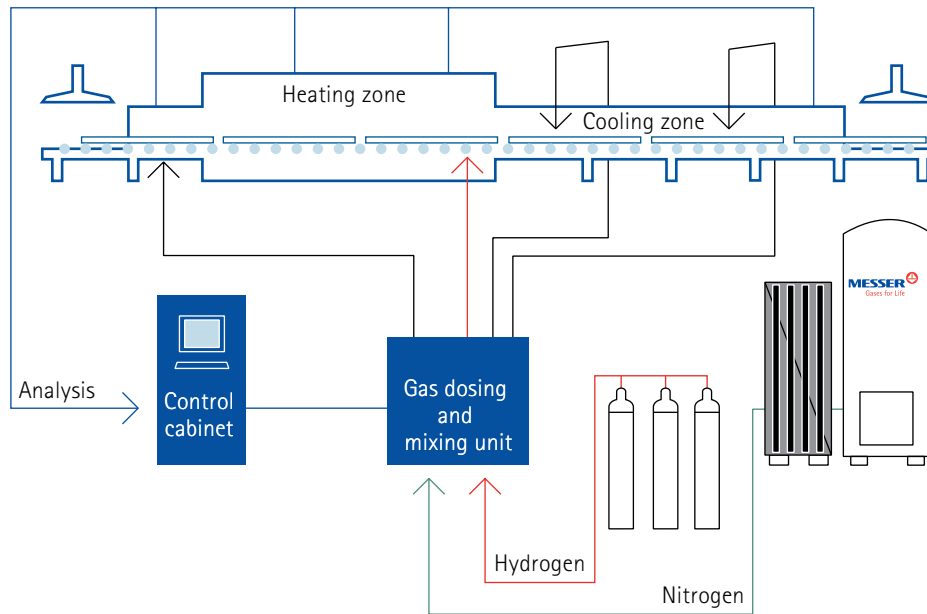 Heating zone
Cooling zone
MESSER
Gases for Life
Analysis
Control
cabinet
Gas dosing
and
mixing unit
Hydrogen
Nitrogen